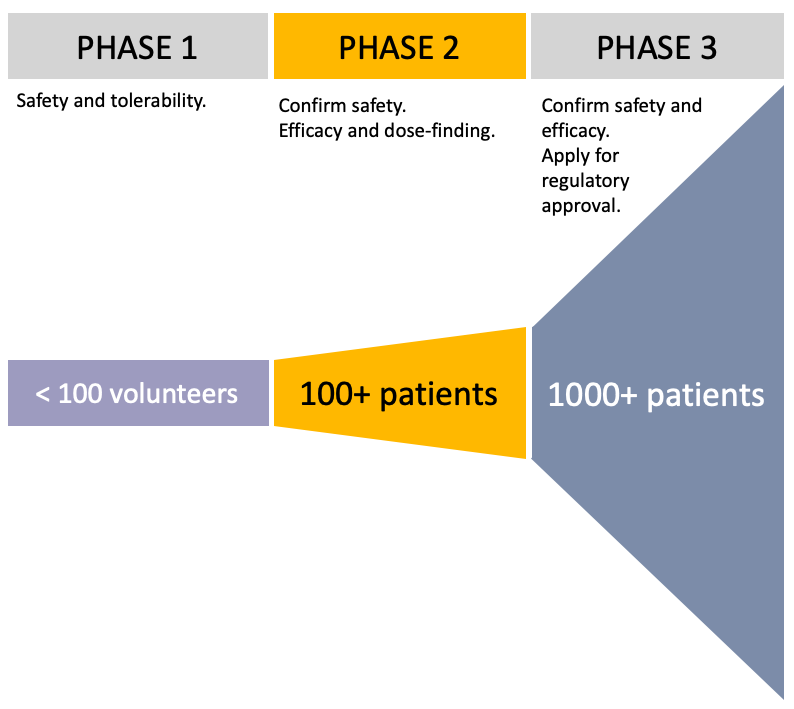 PHASE 1
PHASE 2
PHASE 3
Safety and tolerability.
Confirm safety.
Efficacy and dose-finding.
Confirm safety and
efficacy.
Apply for
regulatory
approval.
< 100 volunteers
100+ patients
1000+ patients